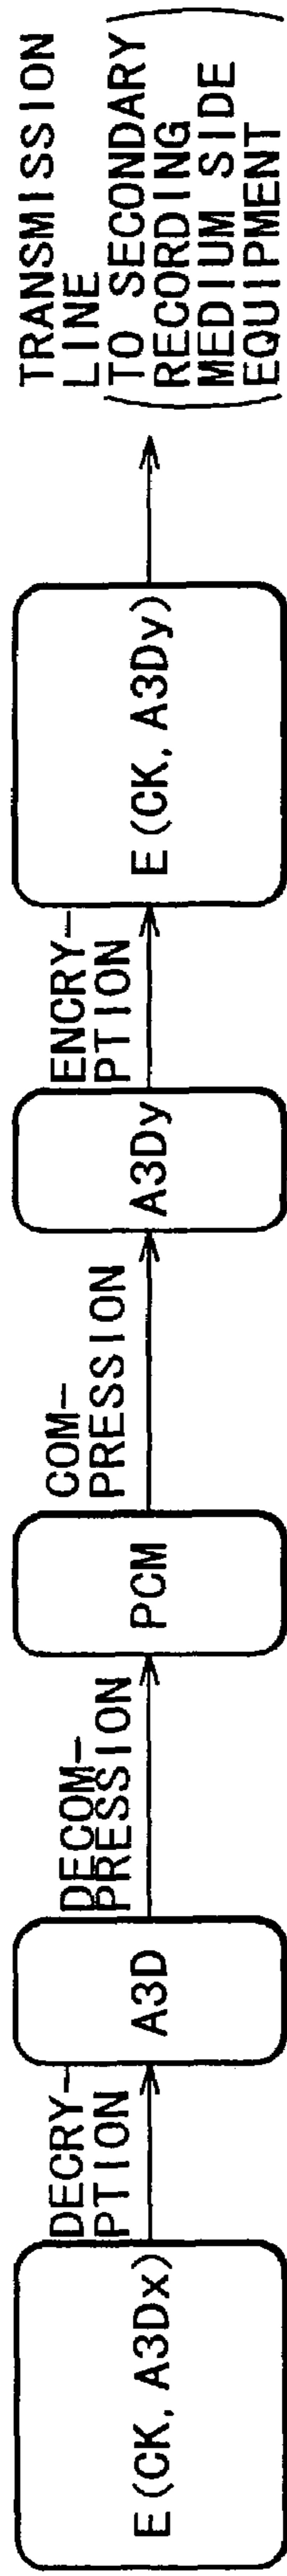 E (CK, A3Dx)
DECRY-
PTION
A3D
DECOM-
PRESSION
PCM
COM-
PRESSION
A3Dy
ENCRY-
PTION
E (CK, A3Dy)
TRANSMISSION
LINE
(TO SECONDARY
RECORDING
MEDIUM SIDE
EQUIPMENT)